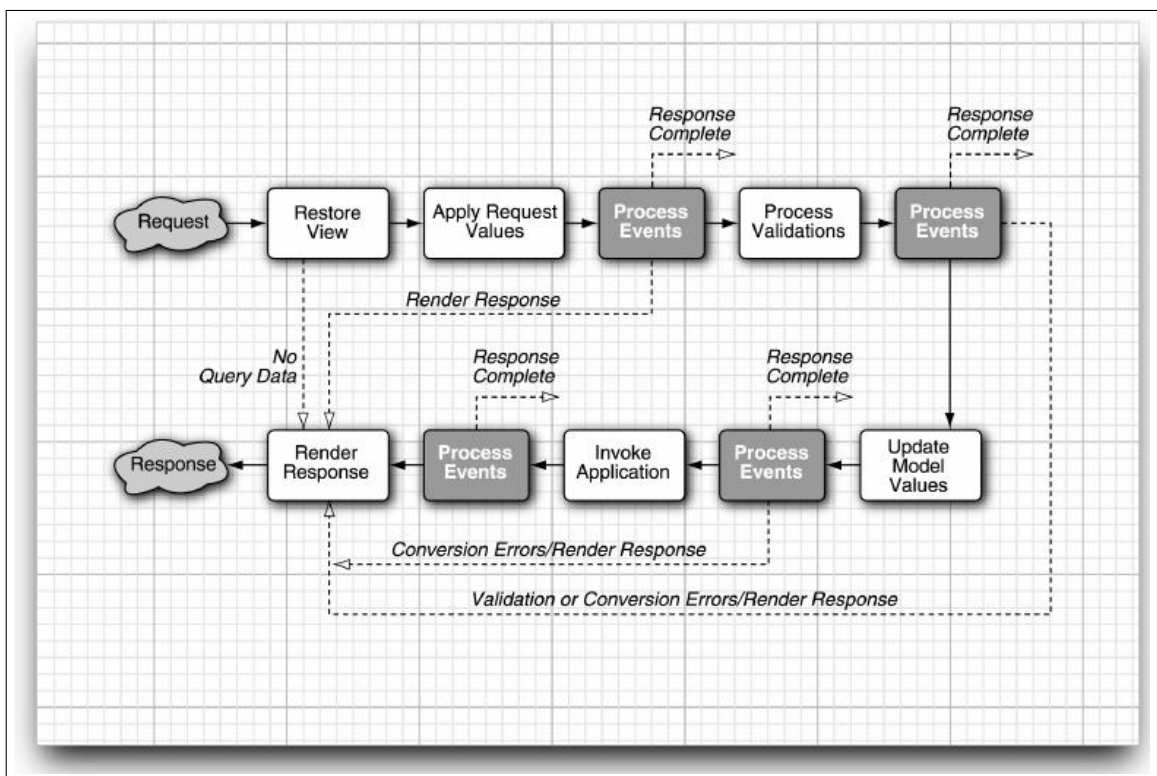 Response
Complete
Response
Complete
Request
Restore
View
Apply Request
Values
Process
Events
Process
Validations
Process
Events
Render Response
No
Query Data
Response
Complete
Response
Complete
Response
Render
Response
Process
Events
Invoke
Application
Process
Events
Update
Model
Values
Conversion Errors/Render Response
Validation or Conversion Errors/Render Response